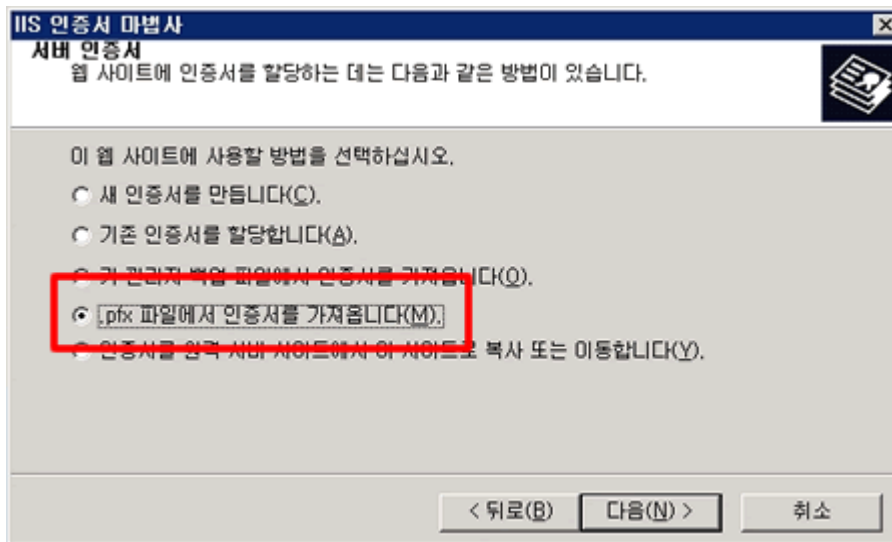 IIS 인증서 마법사
서버 인증서
웹 사이트에 인증서를 할당하는 데는 다음과 같은 방법이 있습니다.
이 웹 사이트에 사용할 방법을 선택하십시오.
새 인증서를 만듭니다(C).
기존 인증서를 할당합니다(A).
키 관리자 백업 파일에서 인증서를 가져옵니다(O).
.pfx 파일에서 인증서를 가져옵니다(M).
인증서를 원격 서버 사이트에서 이 사이트로 복사 또는 이동합니다(Y).
< 뒤로(B) 다음(N) > 취소